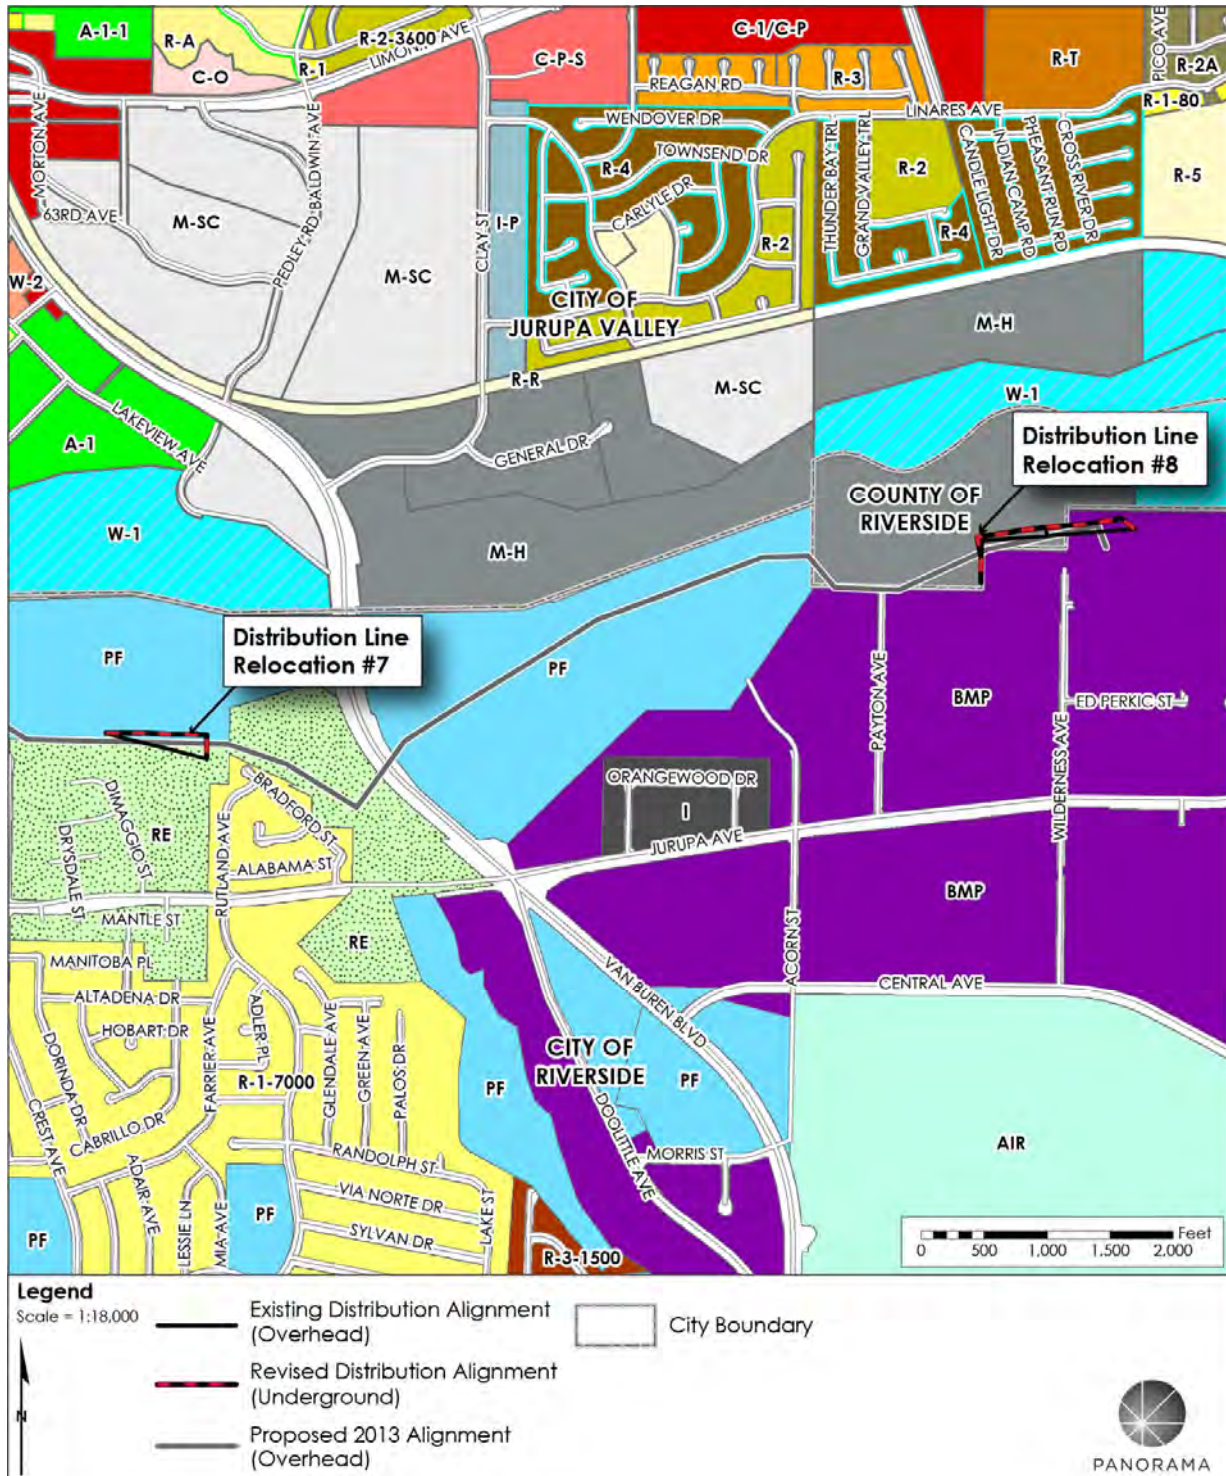 A-1-1
R-A
C-O
R-1
R-2-3600
LIMONITE AVE
C-P-S
C-1/C-P
R-3
REAGAN RD
R-T
PICO AVE
R-2A
R-1-80
MORTON AVE
BALDWIN AVE
WENDOVER DR
LINARES AVE
TOWNSEND DR
R-4
CARLYLE DR
THUNDER BAY TRL
GRAND VALLEY TRL
R-2
CANDLE LIGHT DR
INDIAN CAMP RD
PHEASANT RUN RD
CROSS RIVER DR
R-5
63RD AVE
M-SC
PEDLEY RD
M-SC
CLAY ST
I-P
R-2
R-4
W-2
CITY OF
JURUPA VALLEY
M-H
R-R
M-SC
W-1
LAKEVIEW AVE
A-1
GENERAL DR
Distribution Line
Relocation #8
COUNTY OF
RIVERSIDE
W-1
M-H
Distribution Line
Relocation #7
PF
PF
PAYTON AVE
BMP
ED PERKIC ST
WILDERNESS AVE
ORANGEWOOD DR
I
JURUPA AVE
DIMAGGIO ST
DRYSDALE ST
RE
RUTLAND AVE
BRADFORD ST
ALABAMA ST
MANTLE ST
RE
BMP
ACORN ST
MANITOBA PL
ALTADENA DR
HOBART DR
DORINDA DR
CREST AVE
CABRILLO DR
FARRIER AVE
ADLER PL
R-1-7000
GLENDALE AVE
GREEN AVE
PALOS DR
VAN BUREN BLVD
CENTRAL AVE
CITY OF
RIVERSIDE
PF
PF
DOOLITTLE AVE
MORRIS ST
AIR
RANDOLPH ST
VIA NORTE DR
SYLVAN DR
LAKE ST
ADAIR AVE
LESSIE LN
MIA AVE
PF
PF
R-3-1500
Feet
0 500 1,000 1,500 2,000
Legend
Scale = 1:18,000
N
Existing Distribution Alignment
(Overhead)
Revised Distribution Alignment
(Underground)
Proposed 2013 Alignment
(Overhead)
City Boundary
PANORAMA